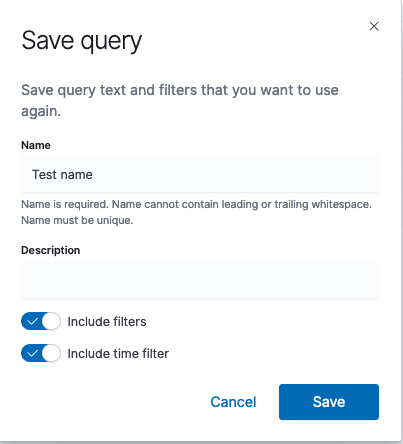 Save query
Save query text and filters that you want to use
again.
Name
Test name
Name is required. Name cannot contain leading or trailing whitespace.
Name must be unique.
Description
Include filters
Include time filter
Cancel
Save